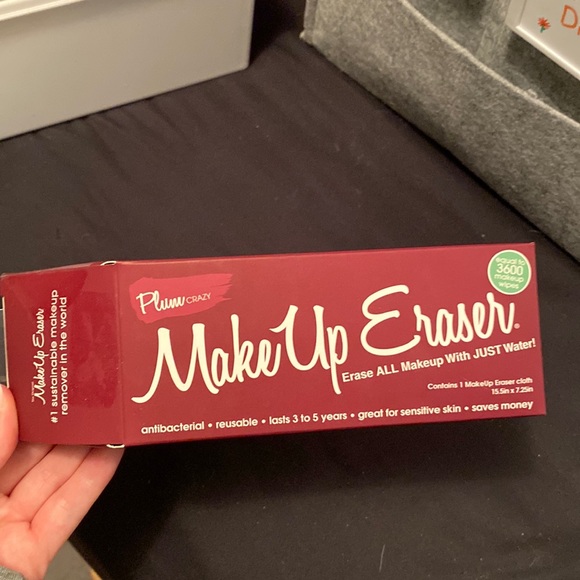 Plum CRAZY
equal to
3600
makeup
wipes
MakeUp Eraser®
Erase ALL Makeup With JUST Water!
Contains 1 MakeUp Eraser cloth
15.5in x 7.25in
antibacterial • reusable • lasts 3 to 5 years • great for sensitive skin • saves money
MakeUp Eraser
#1 sustainable makeup
remover in the world